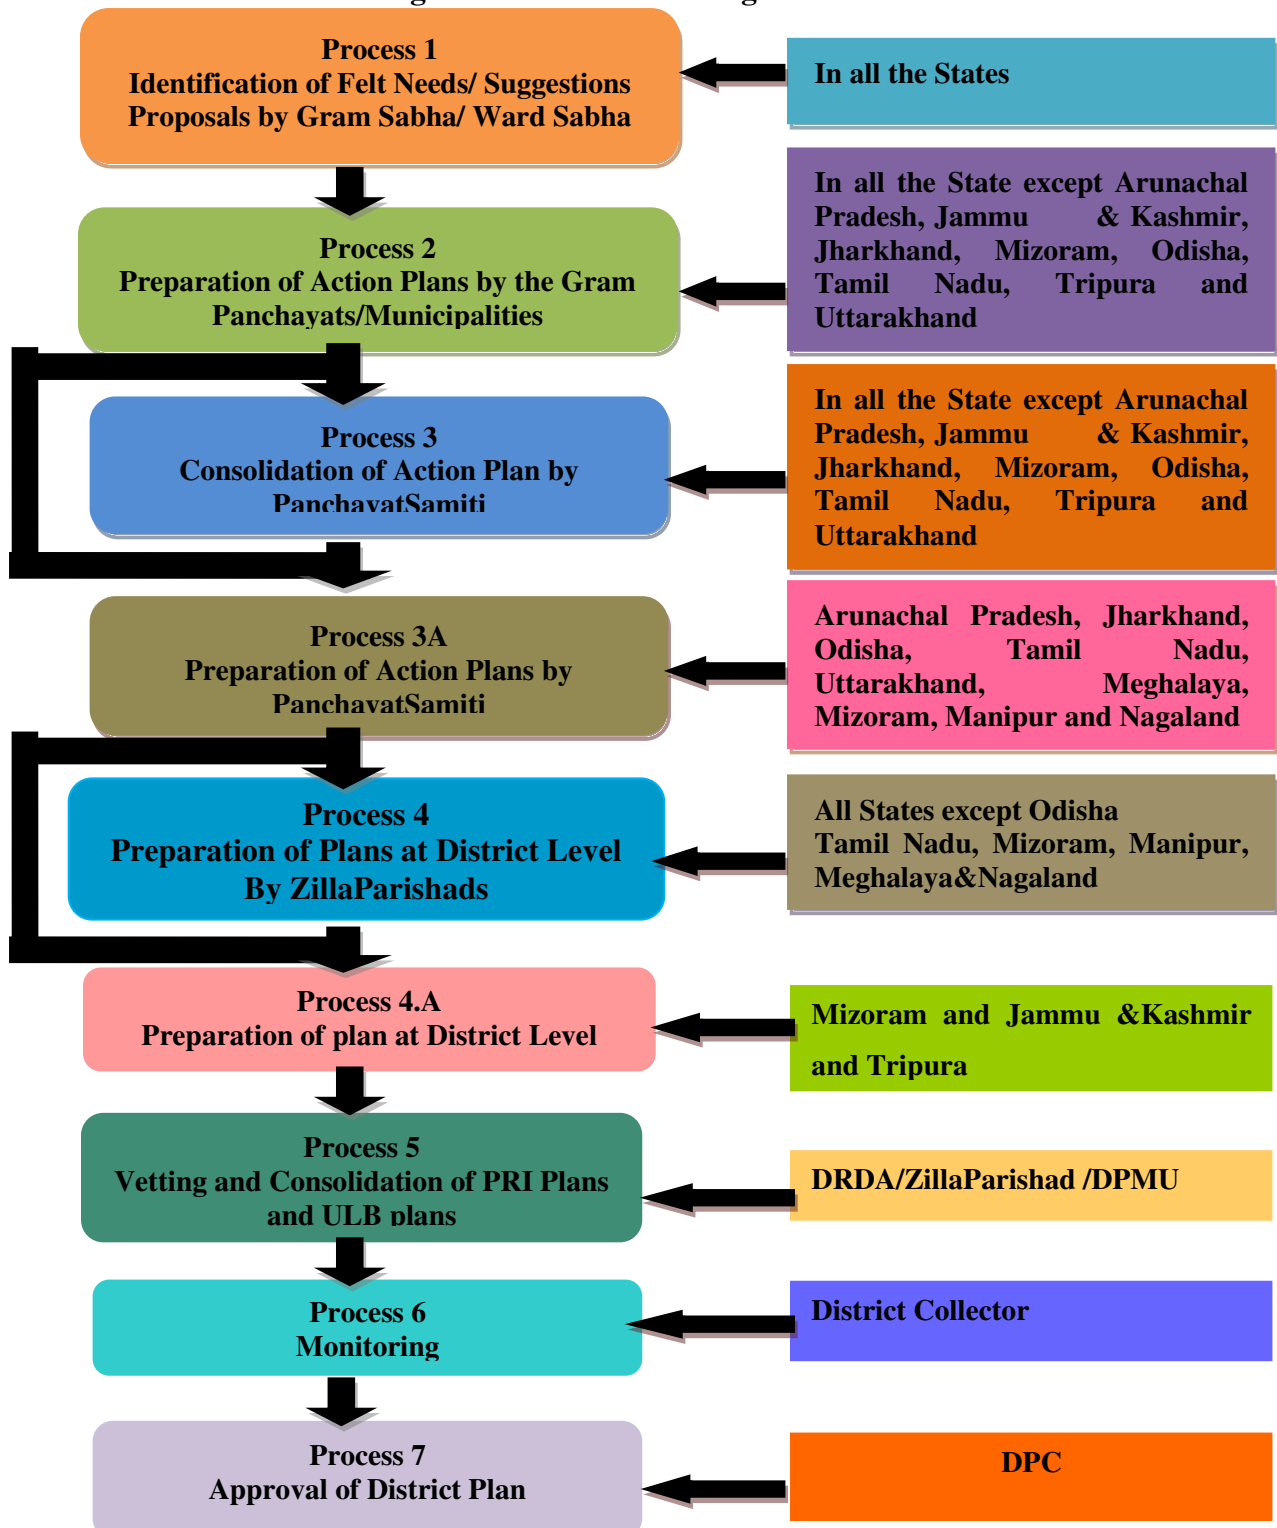 Process 1
Identification of Felt Needs/ Suggestions
Proposals by Gram Sabha/ Ward Sabha
In all the States
Process 2
Preparation of Action Plans by the Gram
Panchayats/Municipalities
In all the State except Arunachal
Pradesh, Jammu & Kashmir,
Jharkhand, Mizoram, Odisha,
Tamil Nadu, Tripura and
Uttarakhand
Process 3
Consolidation of Action Plan by
PanchayatSamiti
In all the State except Arunachal
Pradesh, Jammu & Kashmir,
Jharkhand, Mizoram, Odisha,
Tamil Nadu, Tripura and
Uttarakhand
Process 3A
Preparation of Action Plans by
PanchayatSamiti
Arunachal Pradesh, Jharkhand,
Odisha, Tamil Nadu,
Uttarakhand, Meghalaya,
Mizoram, Manipur and Nagaland
Process 4
Preparation of Plans at District Level
By ZillaParishads
All States except Odisha
Tamil Nadu, Mizoram, Manipur,
Meghalaya&Nagaland
Process 4.A
Preparation of plan at District Level
Mizoram and Jammu &Kashmir
and Tripura
Process 5
Vetting and Consolidation of PRI Plans
and ULB plans
DRDA/ZillaParishad /DPMU
Process 6
Monitoring
District Collector
Process 7
Approval of District Plan
DPC